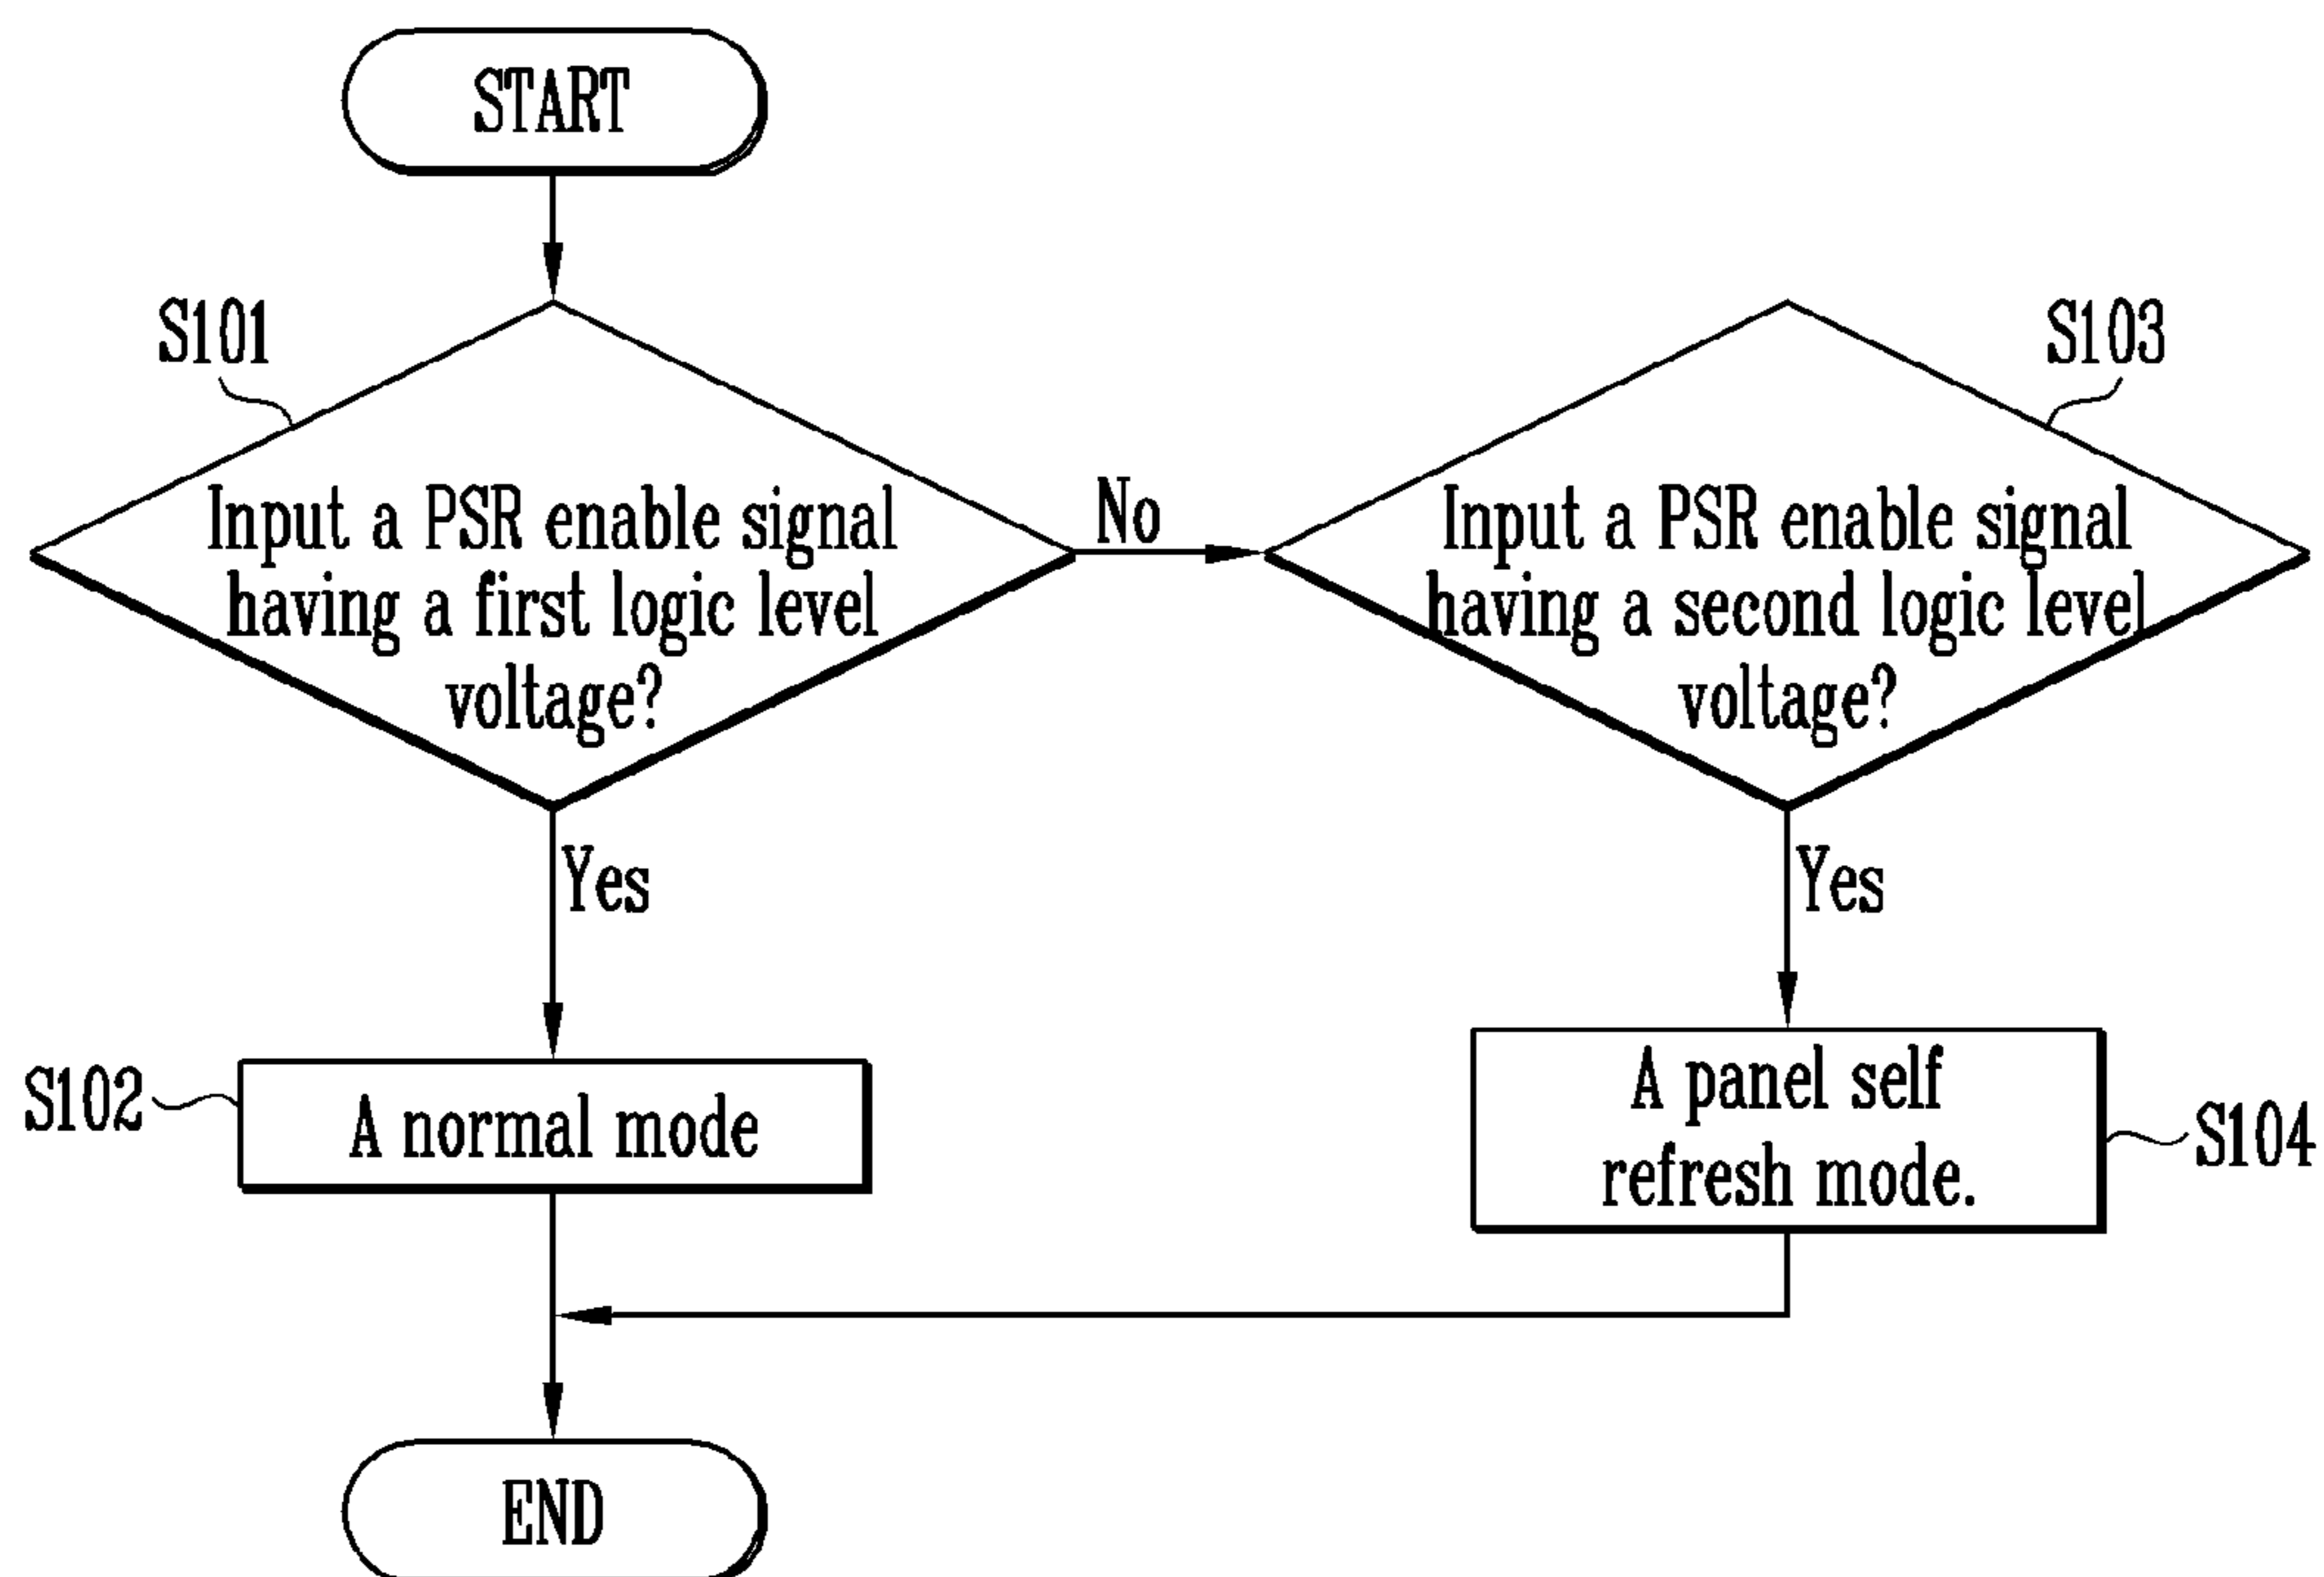 START
S101
Input a PSR enable signal
having a first logic level
voltage?
No
S103
Input a PSR enable signal
having a second logic level
voltage?
Yes
Yes
S102
A normal mode
A panel self
refresh mode.
S104
END